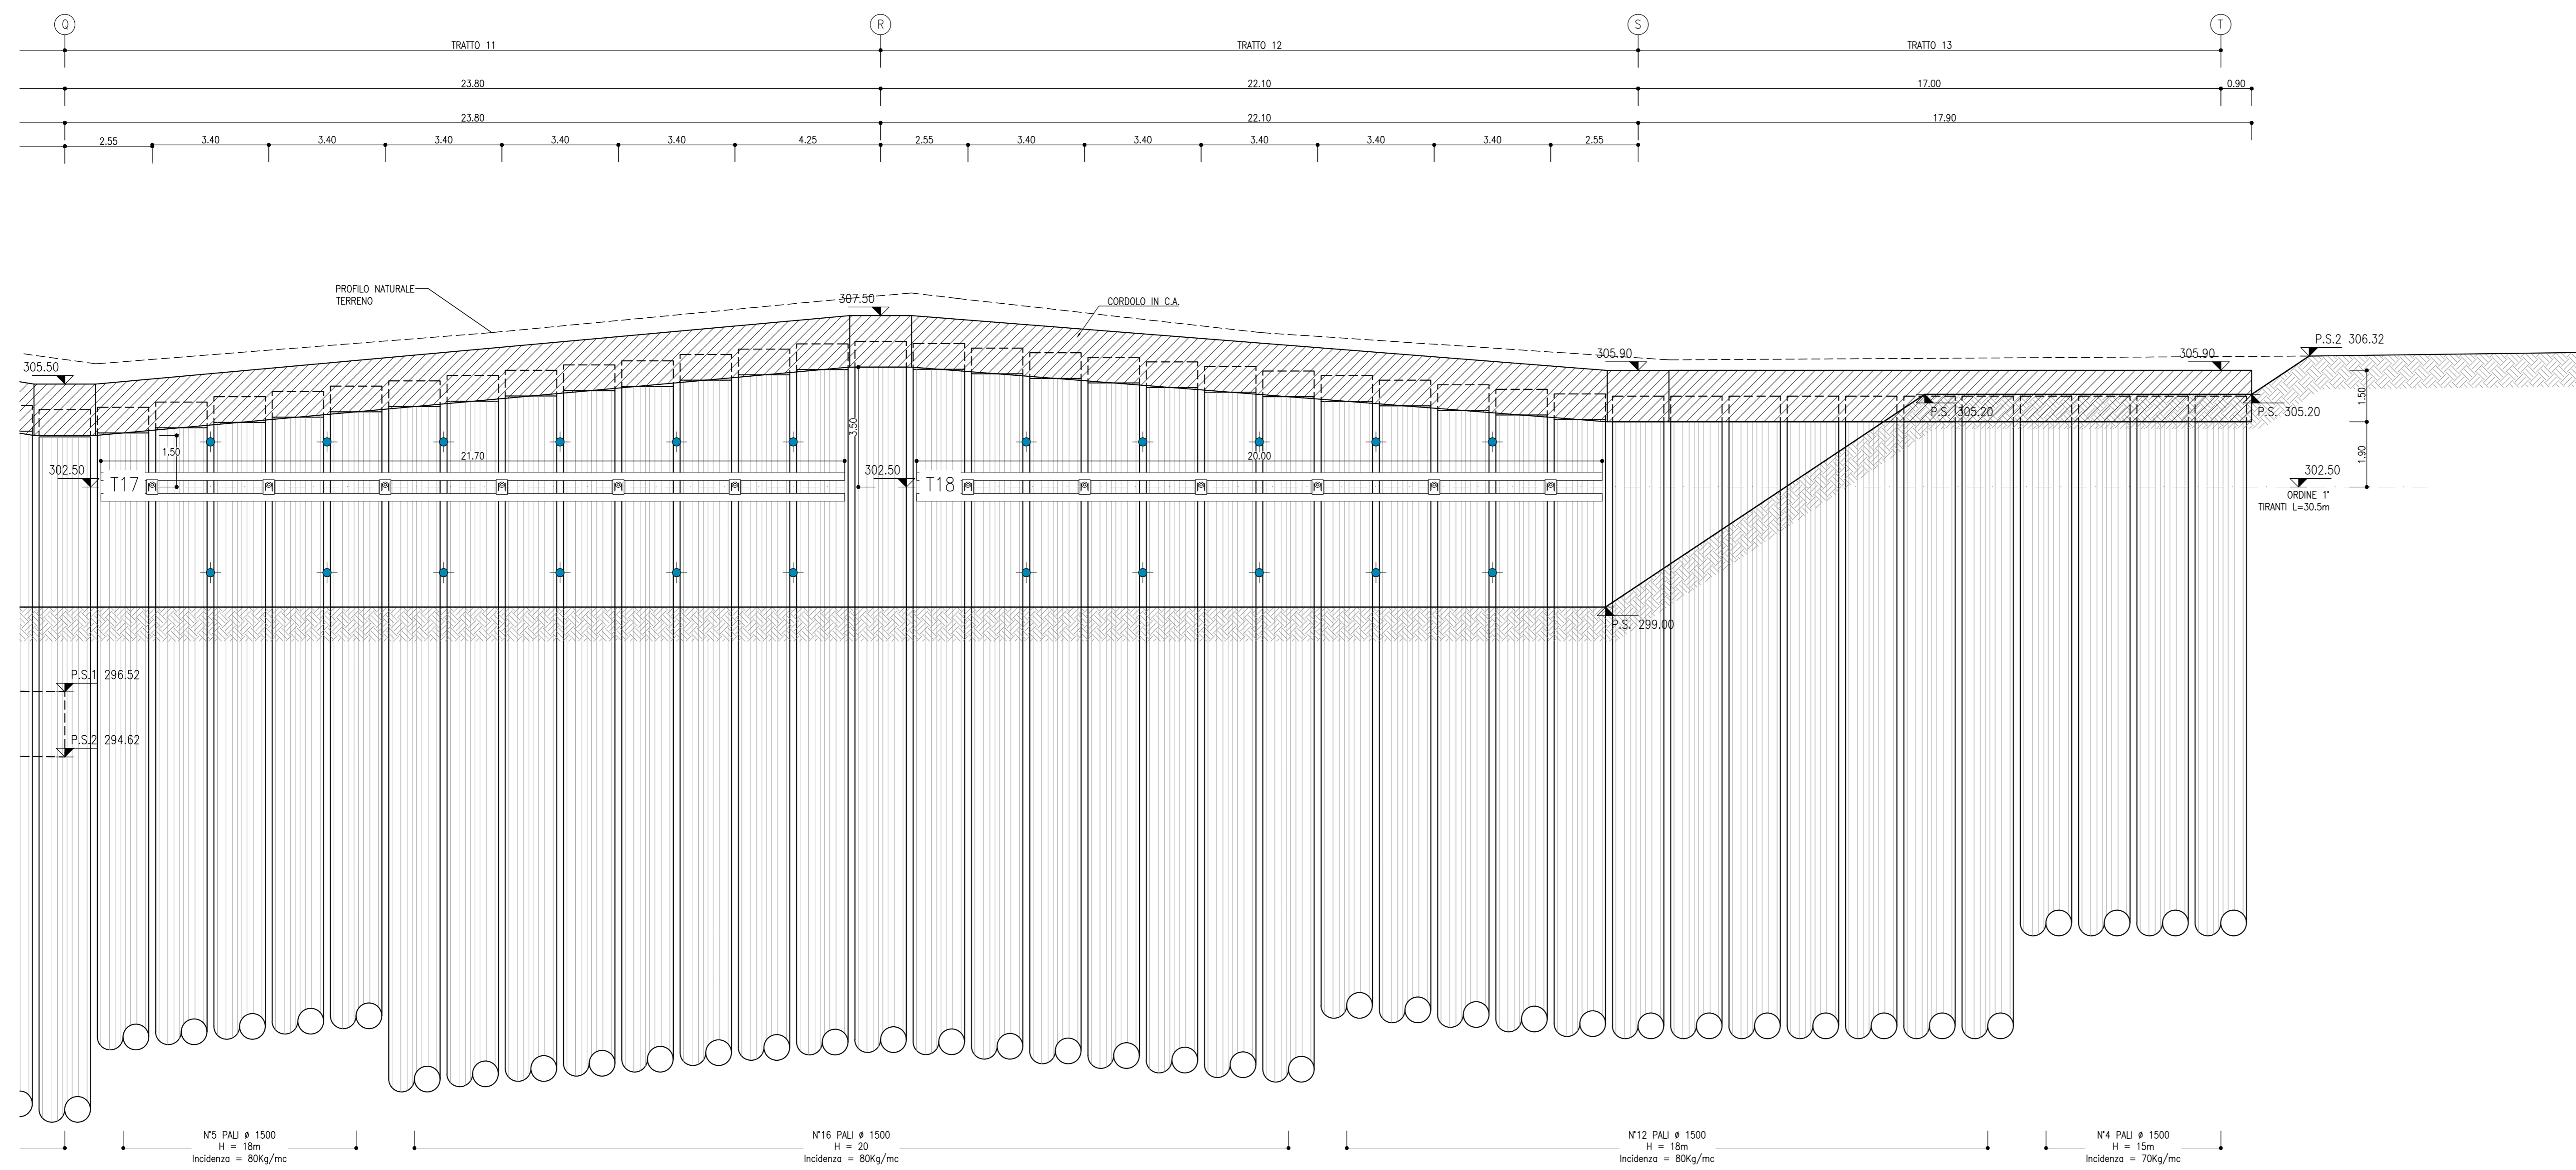 Q
R
S
T
TRATTO 11
TRATTO 12
TRATTO 13
23.80
22.10
17.00
0.90
23.80
22.10
17.90
2.55
3.40
3.40
3.40
3.40
3.40
4.25
2.55
3.40
3.40
3.40
3.40
3.40
2.55
PROFILO NATURALE
TERRENO
307.50
CORDOLO IN C.A.
P.S.2 306.32
305.50
305.90
305.90
1.50
P.S. 305.20
P.S. 305.20
3.50
1.50
21.70
20.00
1.90
302.50
302.50
302.50
T17
T18
ORDINE 1°
TIRANTI L=30.5m
P.S. 299.00
P.S.1 296.52
P.S.2 294.62
N°5 PALI ø 1500
H = 18m
Incidenza = 80Kg/mc
N°16 PALI ø 1500
H = 20
Incidenza = 80Kg/mc
N°12 PALI ø 1500
H = 18m
Incidenza = 80Kg/mc
N°4 PALI ø 1500
H = 15m
Incidenza = 70Kg/mc